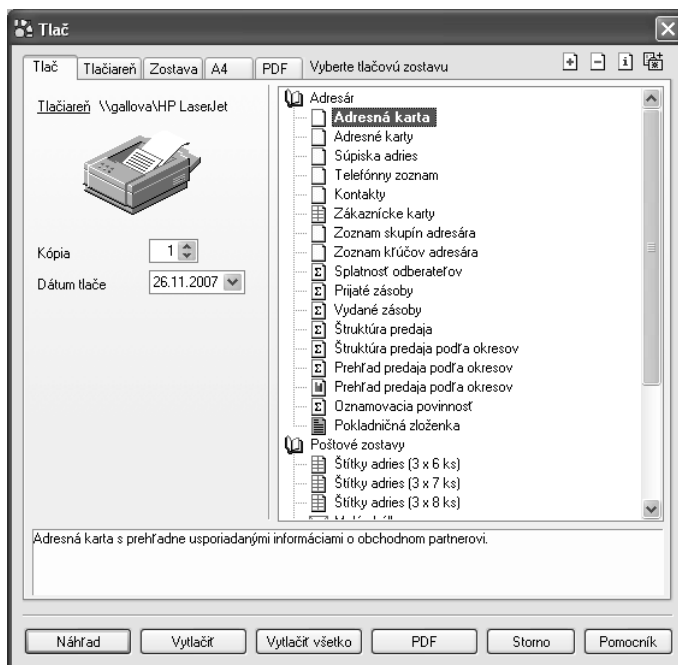 Tlač
Tlač Tlačiareň Zostava A4 PDF Vyberte tlačovú zostavu
Tlačiareň \\gallova\HP LaserJet
Kópia 1
Dátum tlače 26.11.2007
Adresár
Adresná karta
Adresné karty
Súpiska adries
Telefónny zoznam
Kontakty
Zákaznícke karty
Zoznam skupín adresára
Zoznam kľúčov adresára
Splatnosť odberateľov
Prijaté zásoby
Vydané zásoby
Štruktúra predaja
Štruktúra predaja podľa okresov
Prehľad predaja podľa okresov
Prehľad predaja podľa okresov
Oznamovacia povinnosť
Pokladničná zloženka
Poštové zostavy
Štítky adries (3 x 6 ks)
Štítky adries (3 x 7 ks)
Štítky adries (3 x 8 ks)
Adresná karta s prehľadne usporiadanými informáciami o obchodnom partnerovi.
Náhľad Vytlačiť Vytlačiť všetko PDF Storno Pomocník